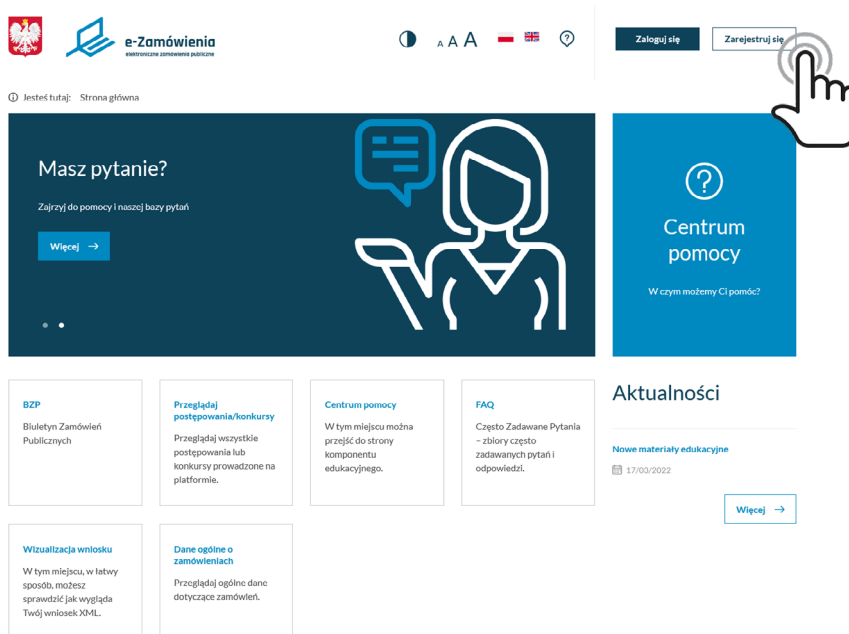 e-Zamówienia
elektroniczne zamówienia publiczne
A A A
Zaloguj się
Zarejestruj się
Jesteś tutaj: Strona główna
Masz pytanie?
Zajrzyj do pomocy i naszej bazy pytań
Więcej →
Centrum
pomocy
W czym możemy Ci pomóc?
BZP
Biuletyn Zamówień
Publicznych
Przeglądaj
postępowania/konkursy
Przeglądaj wszystkie
postępowania lub
konkursy prowadzone na
platformie.
Centrum pomocy
W tym miejscu można
przejść do strony
komponentu
edukacyjnego.
FAQ
Często Zadawane Pytania
– zbiory często
zadawanych pytań i
odpowiedzi.
Aktualności
Nowe materiały edukacyjne
17/03/2022
Więcej →
Wizualizacja wniosku
W tym miejscu, w łatwy
sposób, możesz
sprawdzić jak wygląda
Twój wniosek XML.
Dane ogólne o
zamówieniach
Przeglądaj ogólne dane
dotyczące zamówień.